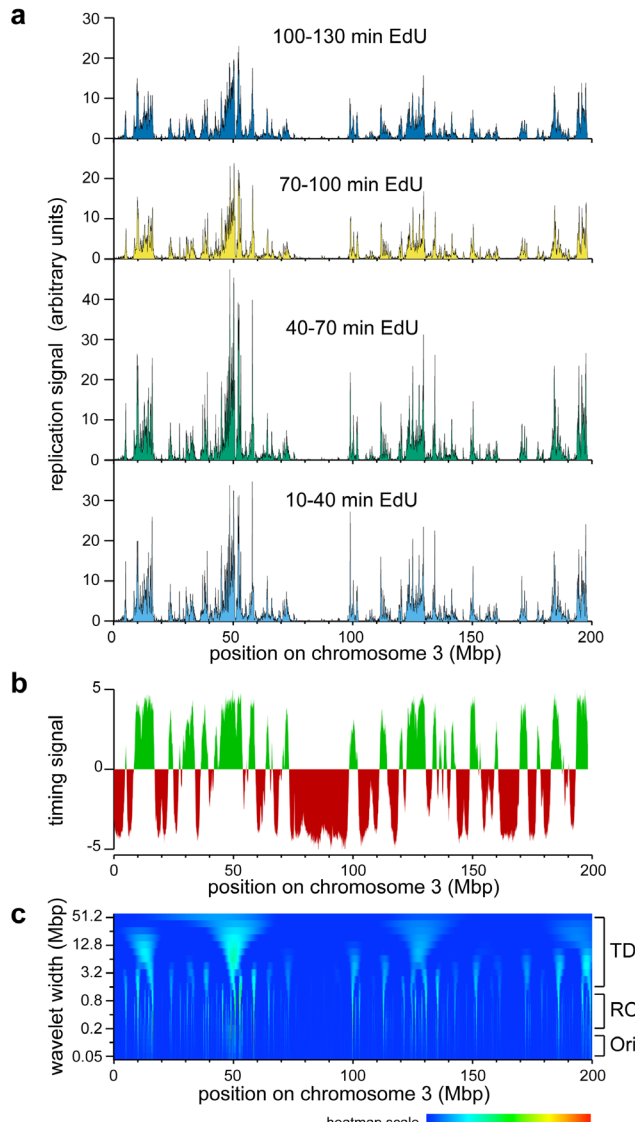 a
replication signal (arbitrary units)
30
20
10
0
100-130 min EdU
20
10
0
70-100 min EdU
40
30
20
10
0
40-70 min EdU
30
20
10
0
10-40 min EdU
0 50 100 150 200
position on chromosome 3 (Mbp)
b
timing signal
5
0
-5
0 50 100 150 200
position on chromosome 3 (Mbp)
c
wavelet width (Mbp)
51.2
12.8
3.2
0.8
0.2
0.05
TD
RO
Ori
0 50 100 150 200
position on chromosome 3 (Mbp)
heatmap scale